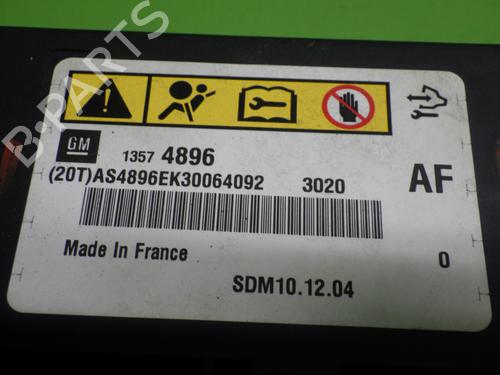 B-PARTS
GM
1357 4896
(20T)AS4896EK30064092 3020
AF
Made In France
0
SDM10.12.04